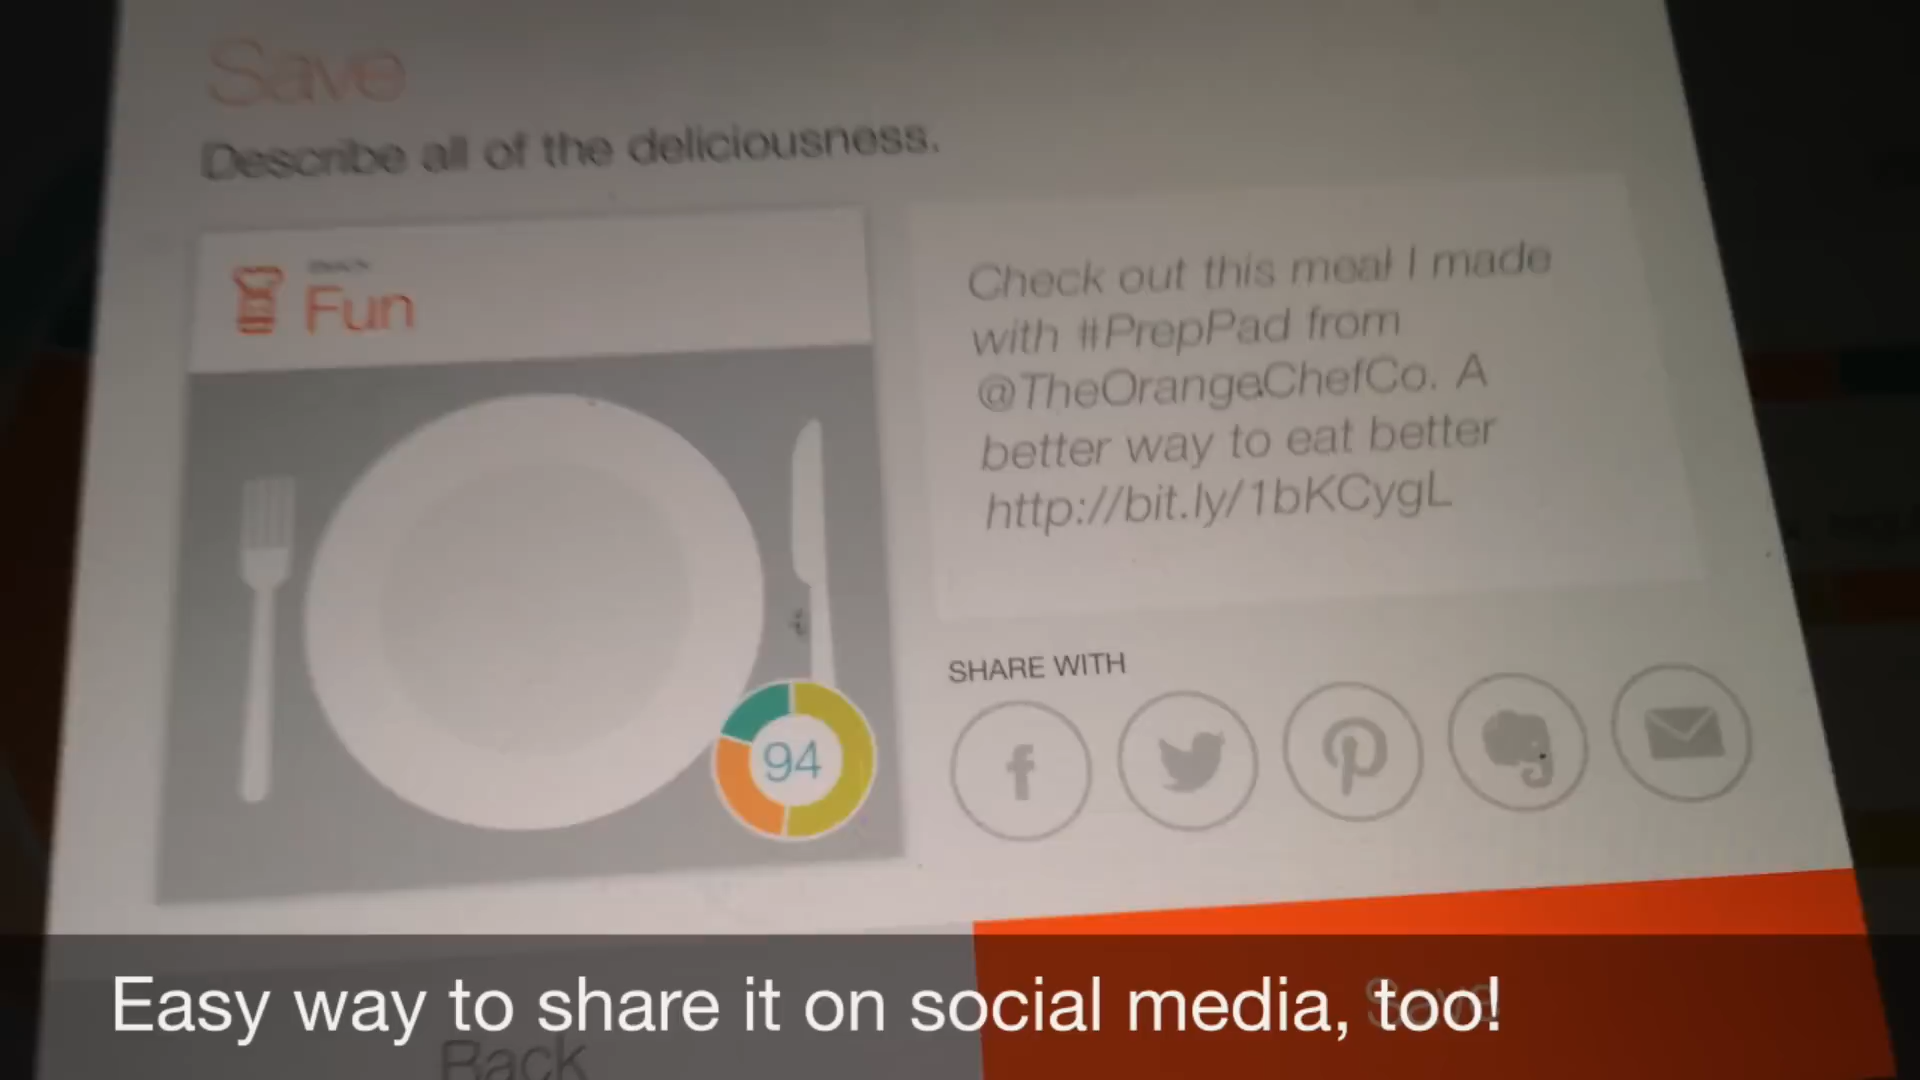 Save
Describe all of the deliciousness.
Fun
Check out this meal I made
with #PrepPad from
@TheOrangeChefCo. A
better way to eat better
http://bit.ly/1bKCygL
94
SHARE WITH
Easy way to share it on social media, too!
Save
Back